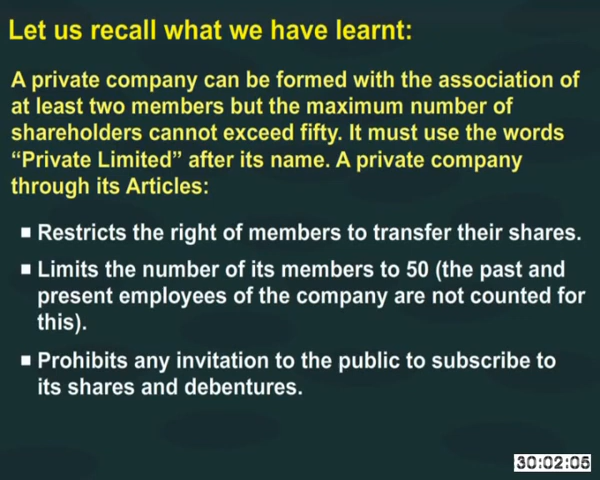 Let us recall what we have learnt:
A private company can be formed with the association of
at least two members but the maximum number of
shareholders cannot exceed fifty. It must use the words
“Private Limited” after its name. A private company
through its Articles:
▪ Restricts the right of members to transfer their shares.
▪ Limits the number of its members to 50 (the past and
present employees of the company are not counted for
this).
▪ Prohibits any invitation to the public to subscribe to
its shares and debentures.
30:02:05